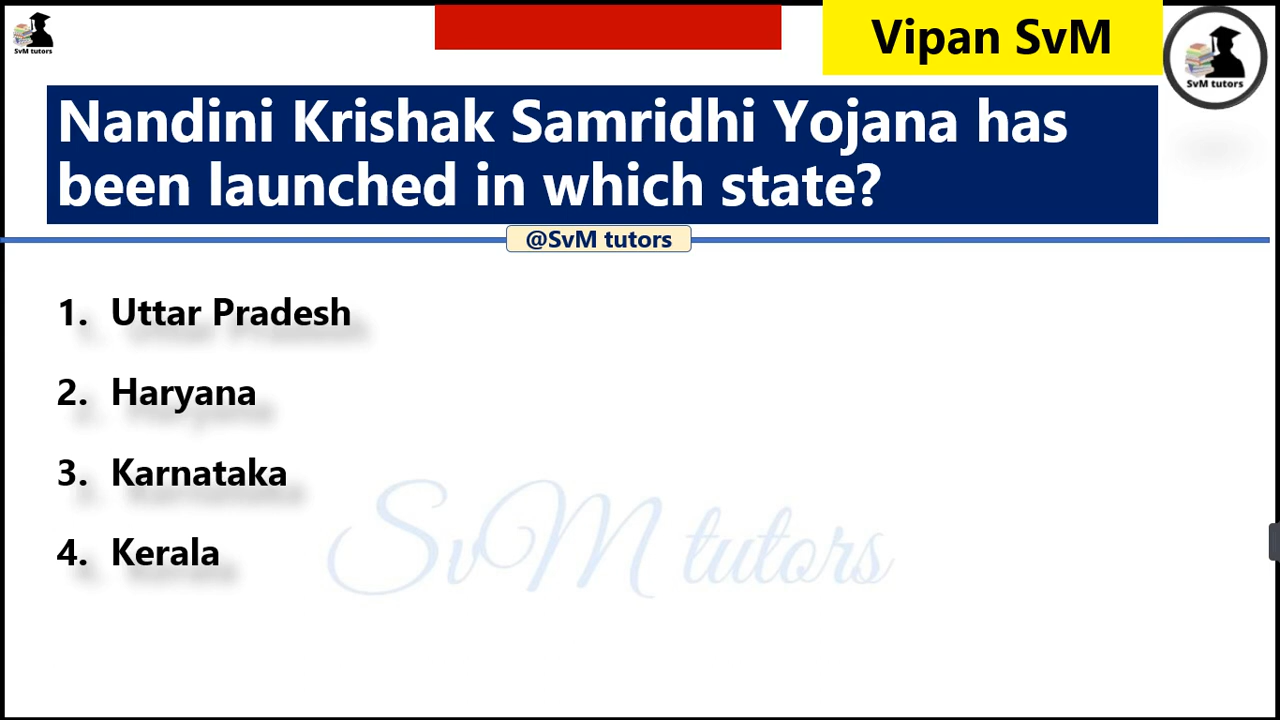 SvM tutors
Vipan SvM
SvM tutors
Nandini Krishak Samridhi Yojana has
been launched in which state?
@SvM tutors
1. Uttar Pradesh
2. Haryana
3. Karnataka
4. Kerala
SvM tutors